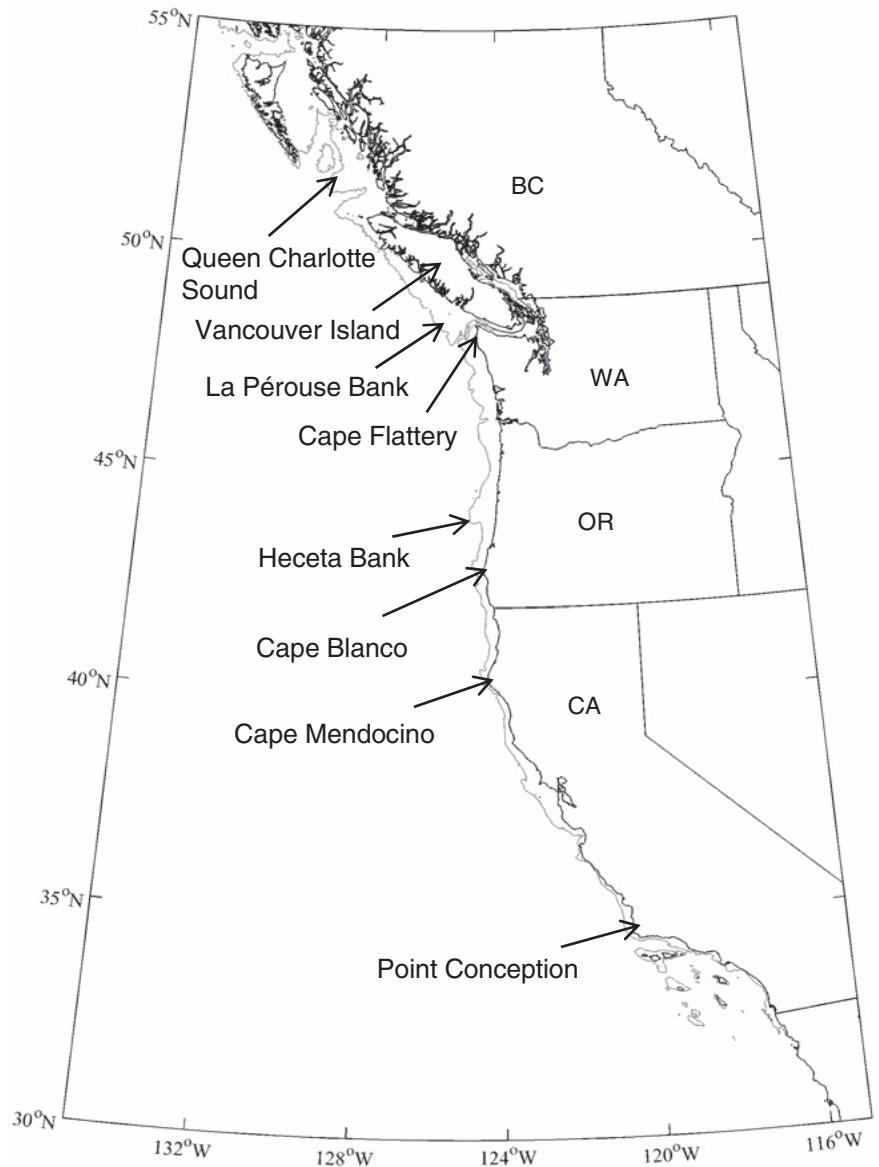 55°N
BC
50°N
Queen Charlotte
Sound
Vancouver Island
La Pérouse Bank
WA
Cape Flattery
45°N
OR
Heceta Bank
Cape Blanco
40°N
CA
Cape Mendocino
35°N
Point Conception
30°N
132°W
128°W
124°W
120°W
116°W